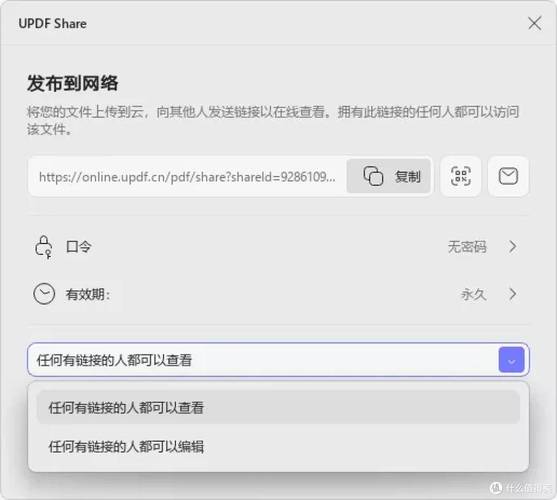 UPDF Share
发布到网络
将您的文件上传到云，向其他人发送链接以在线查看。拥有此链接的任何人都可以访问
该文件。
https://online.updf.cn/pdf/share?shareId=9286109... 复制
口令 无密码
有效期： 永久
任何有链接的人都可以查看
任何有链接的人都可以查看
任何有链接的人都可以编辑
值 什么值得买